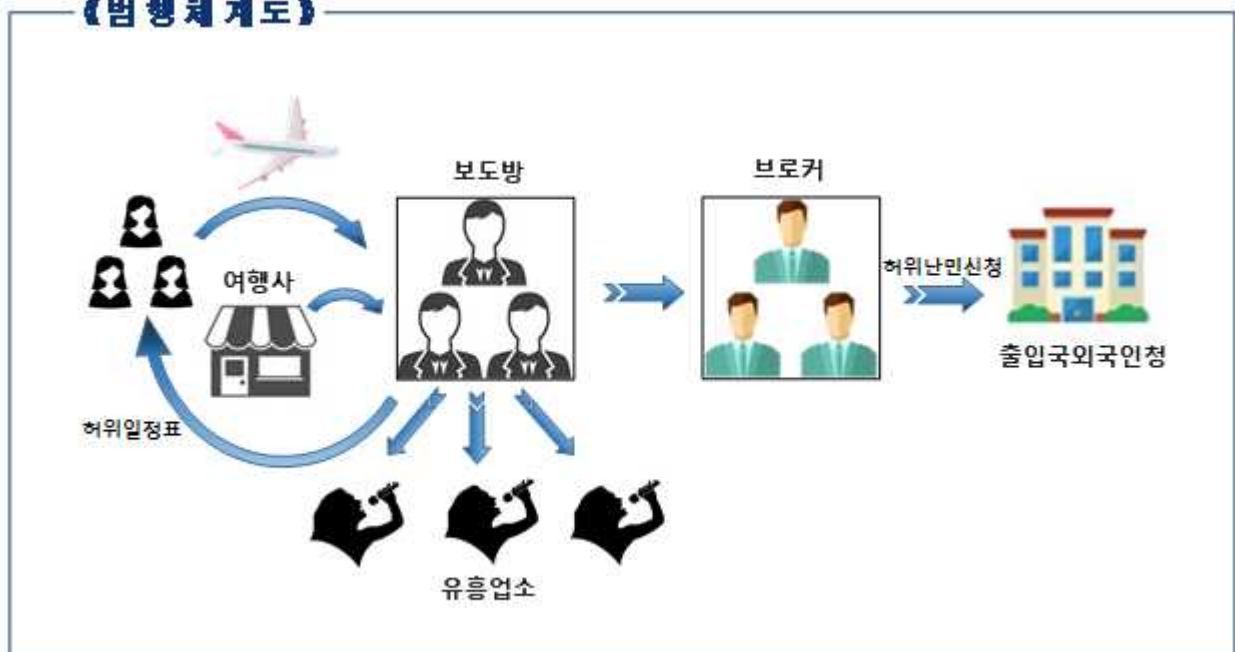 《범행체계도》
보도방
브로커
여행사
허위난민신청
출입국외국인청
허위일정표
유흥업소